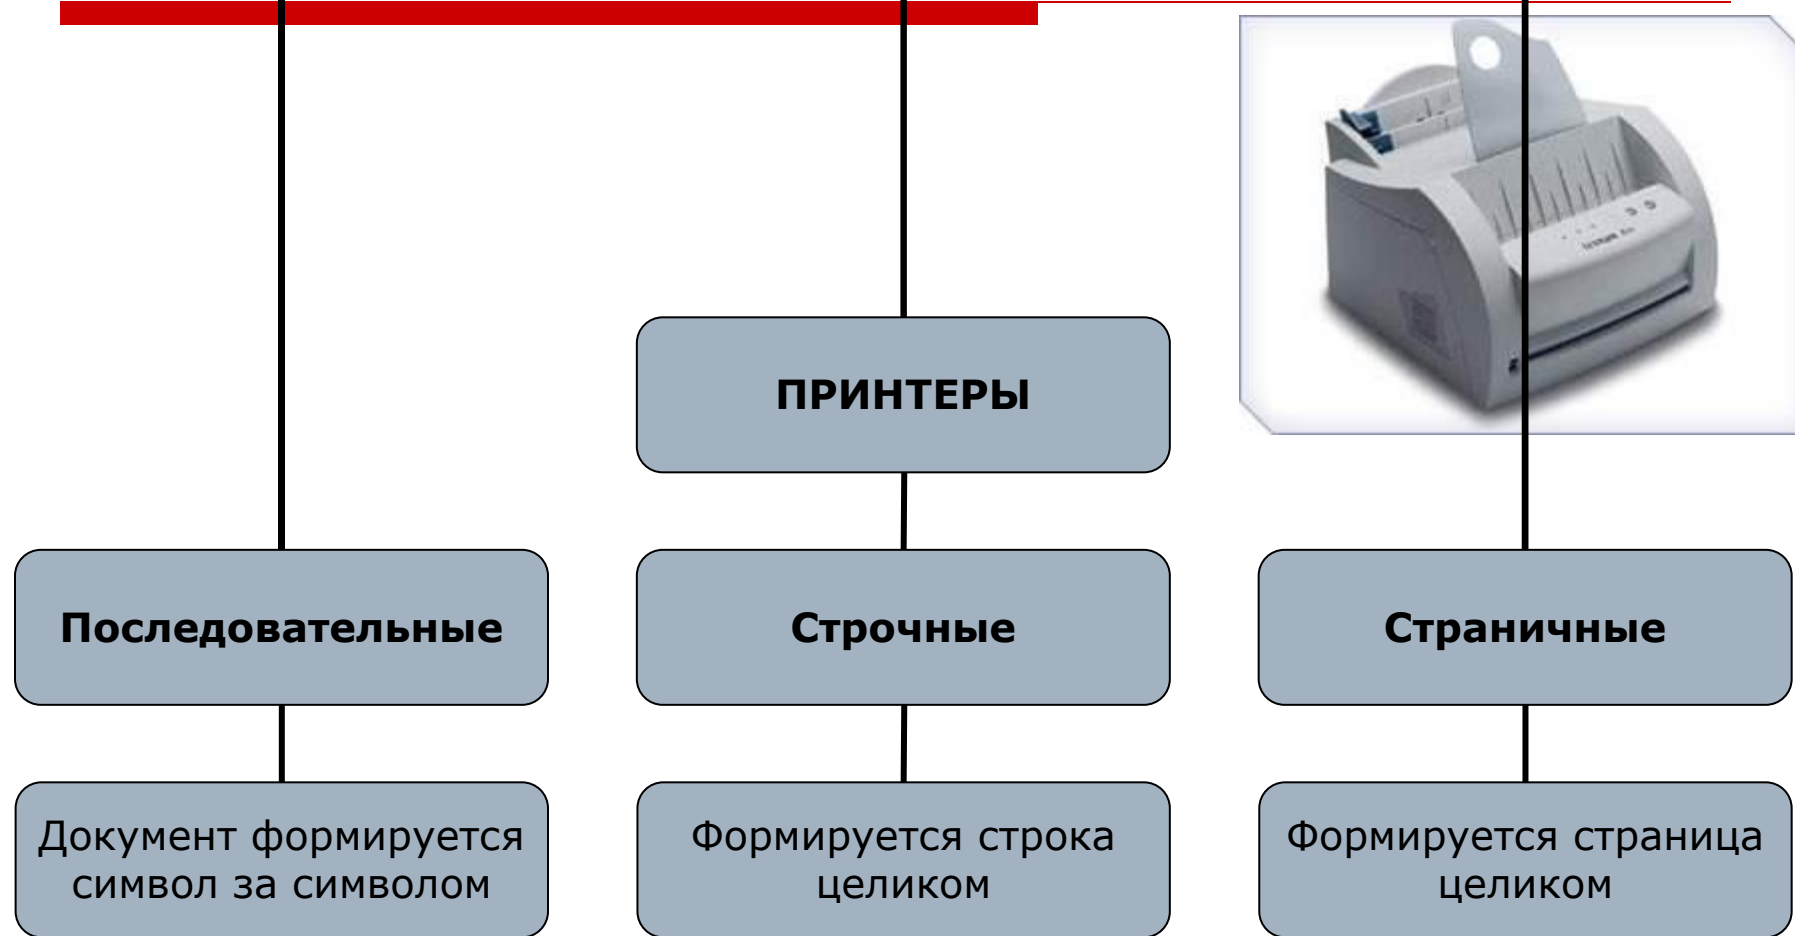 ПРИНТЕРЫ
Последовательные
Строчные
Страничные
Документ формируется
символ за символом
Формируется строка
целиком
Формируется страница
целиком